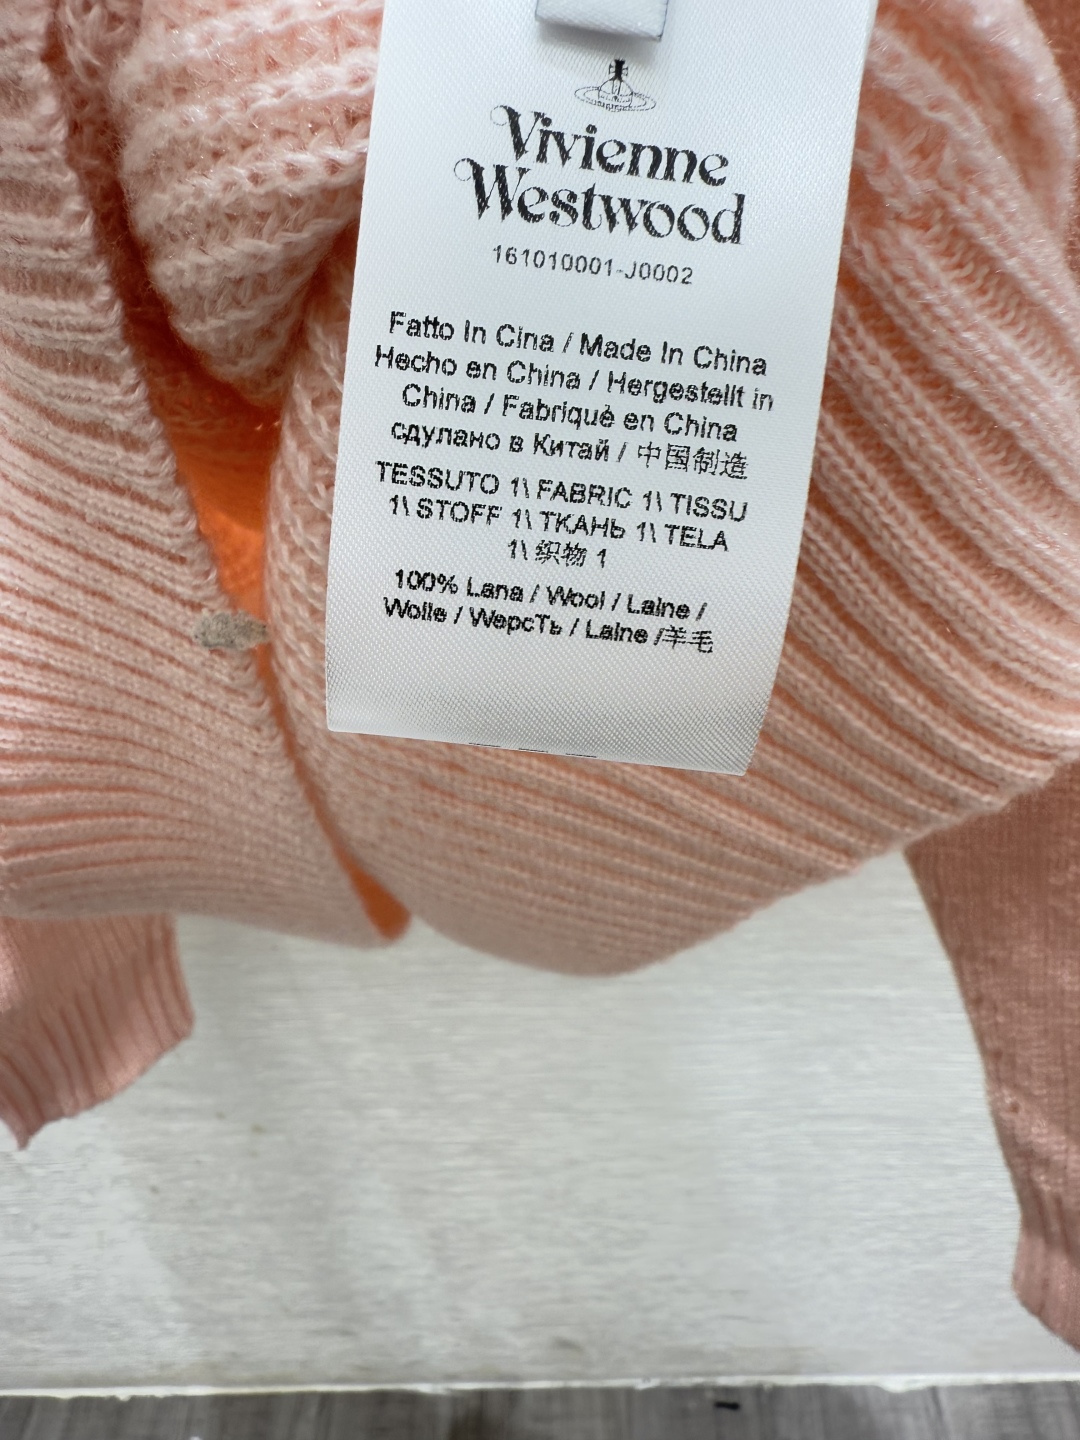 Vivienne
Westwood
161010001-J0002
Fatto In Cina / Made In China
Hecho en China / Hergestellt in
China / Fabriquè en China
сдулано в Китай / 中国制造
TESSUTO 1\ FABRIC 1\ TISSU
1\ STOFF 1\ ТКАНЬ 1\ TELA
1\ 织物 1
100% Lana / Wool / Laine /
Wolle / WepcТь / Laine /羊毛